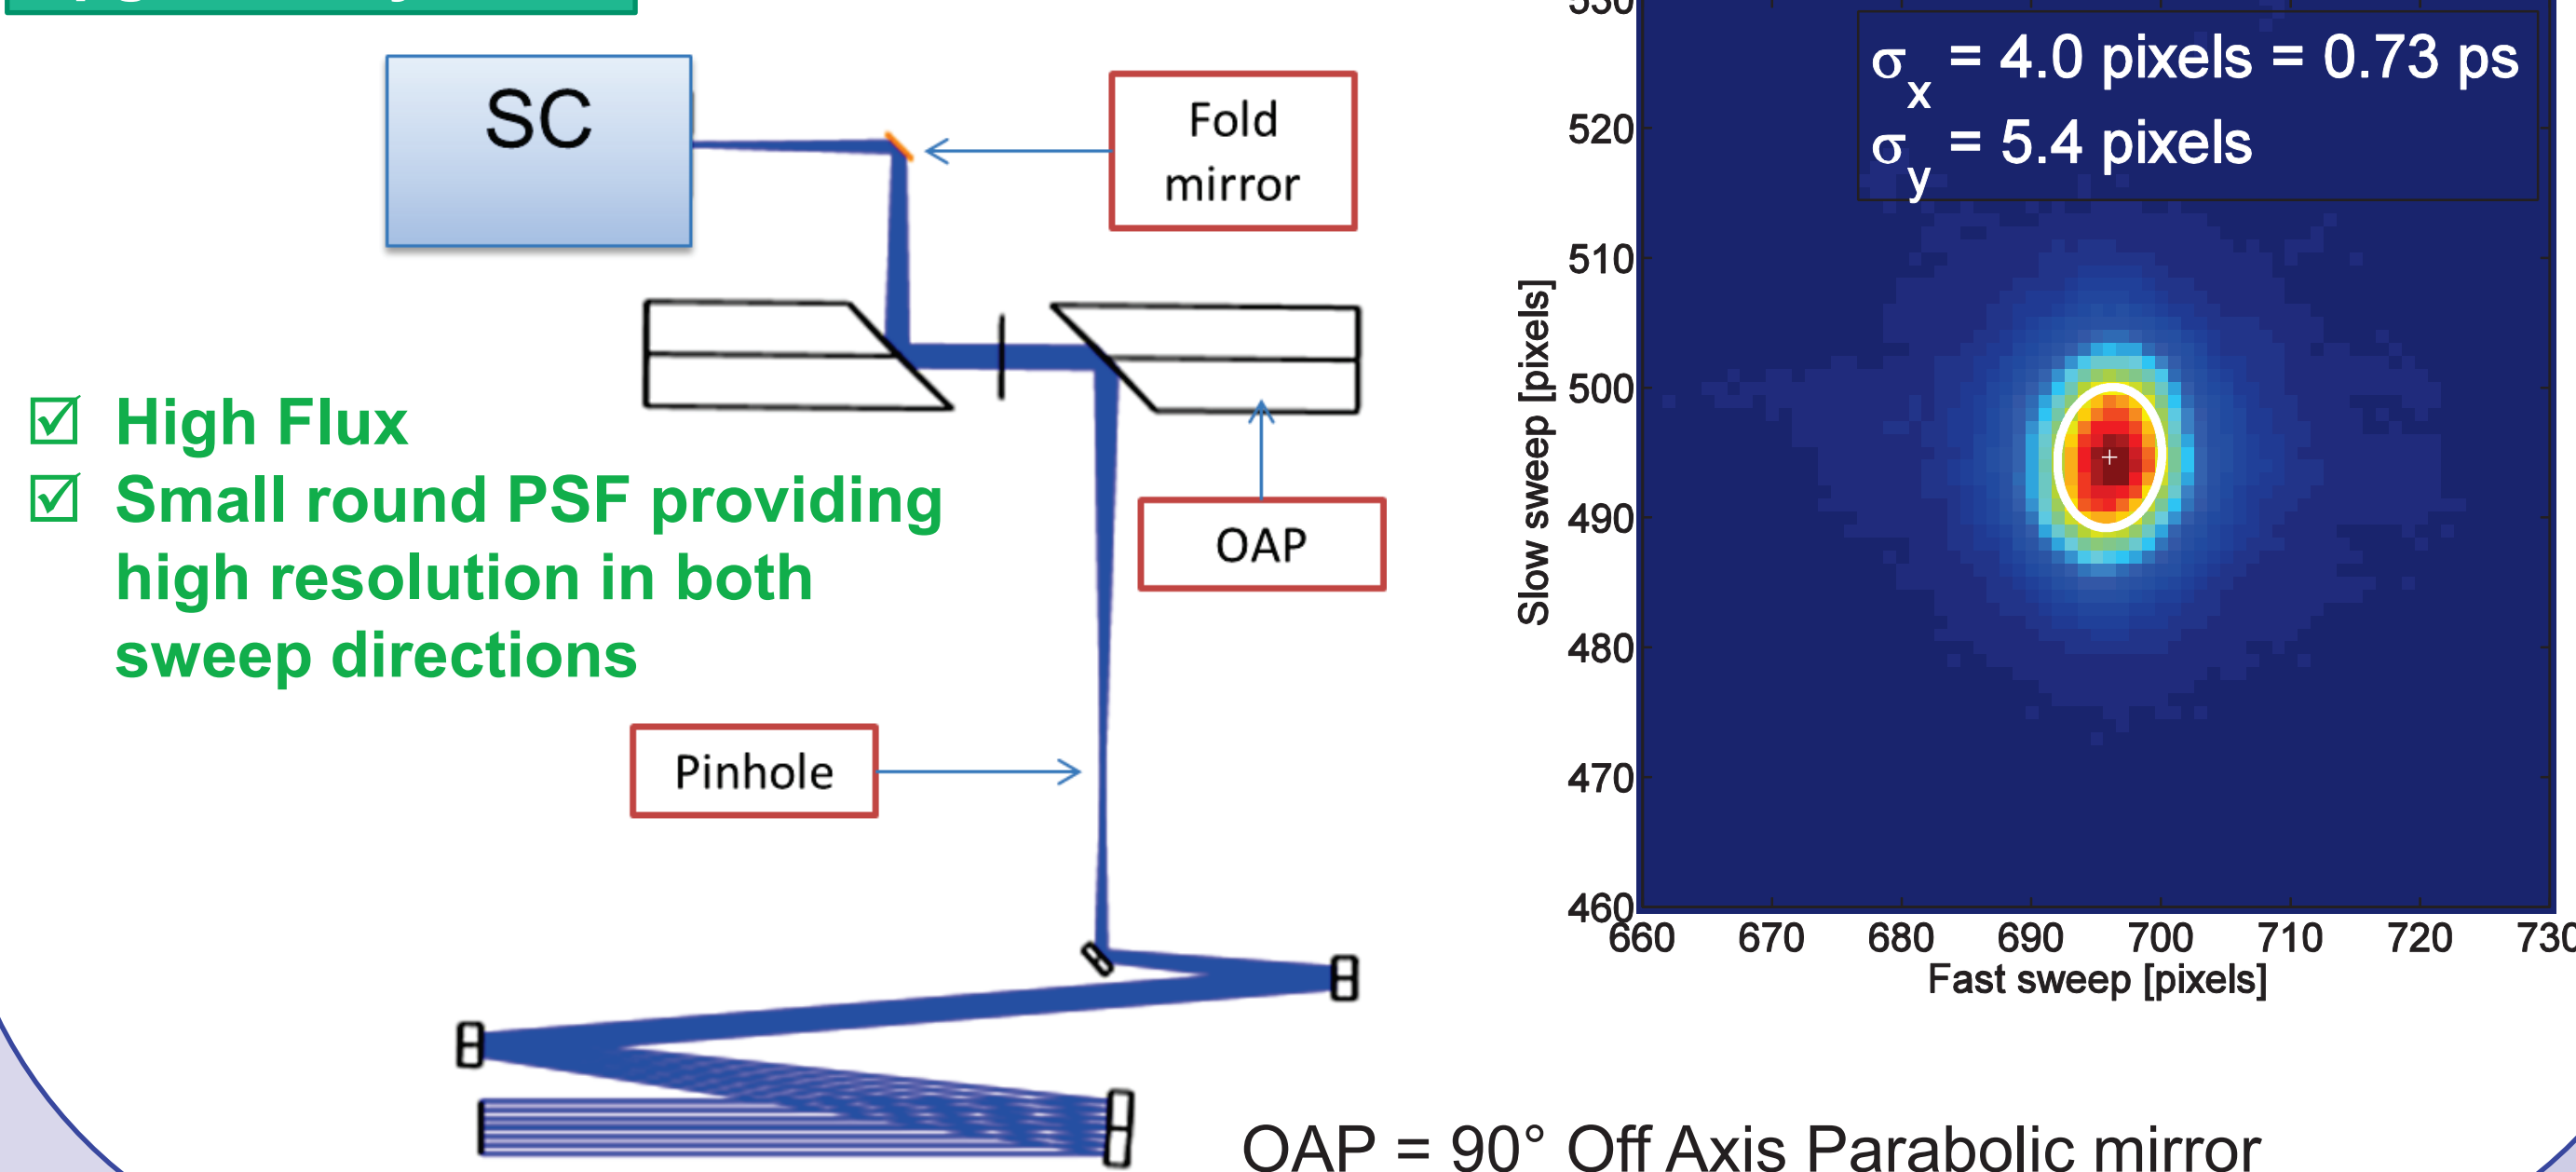 SC
Fold
mirror
☑ High Flux
☑ Small round PSF providing
high resolution in both
sweep directions
OAP
Pinhole
OAP = 90° Off Axis Parabolic mirror
σx = 4.0 pixels = 0.73 ps
σy = 5.4 pixels
Slow sweep [pixels]
530
520
510
500
490
480
470
460
660 670 680 690 700 710 720 730
Fast sweep [pixels]